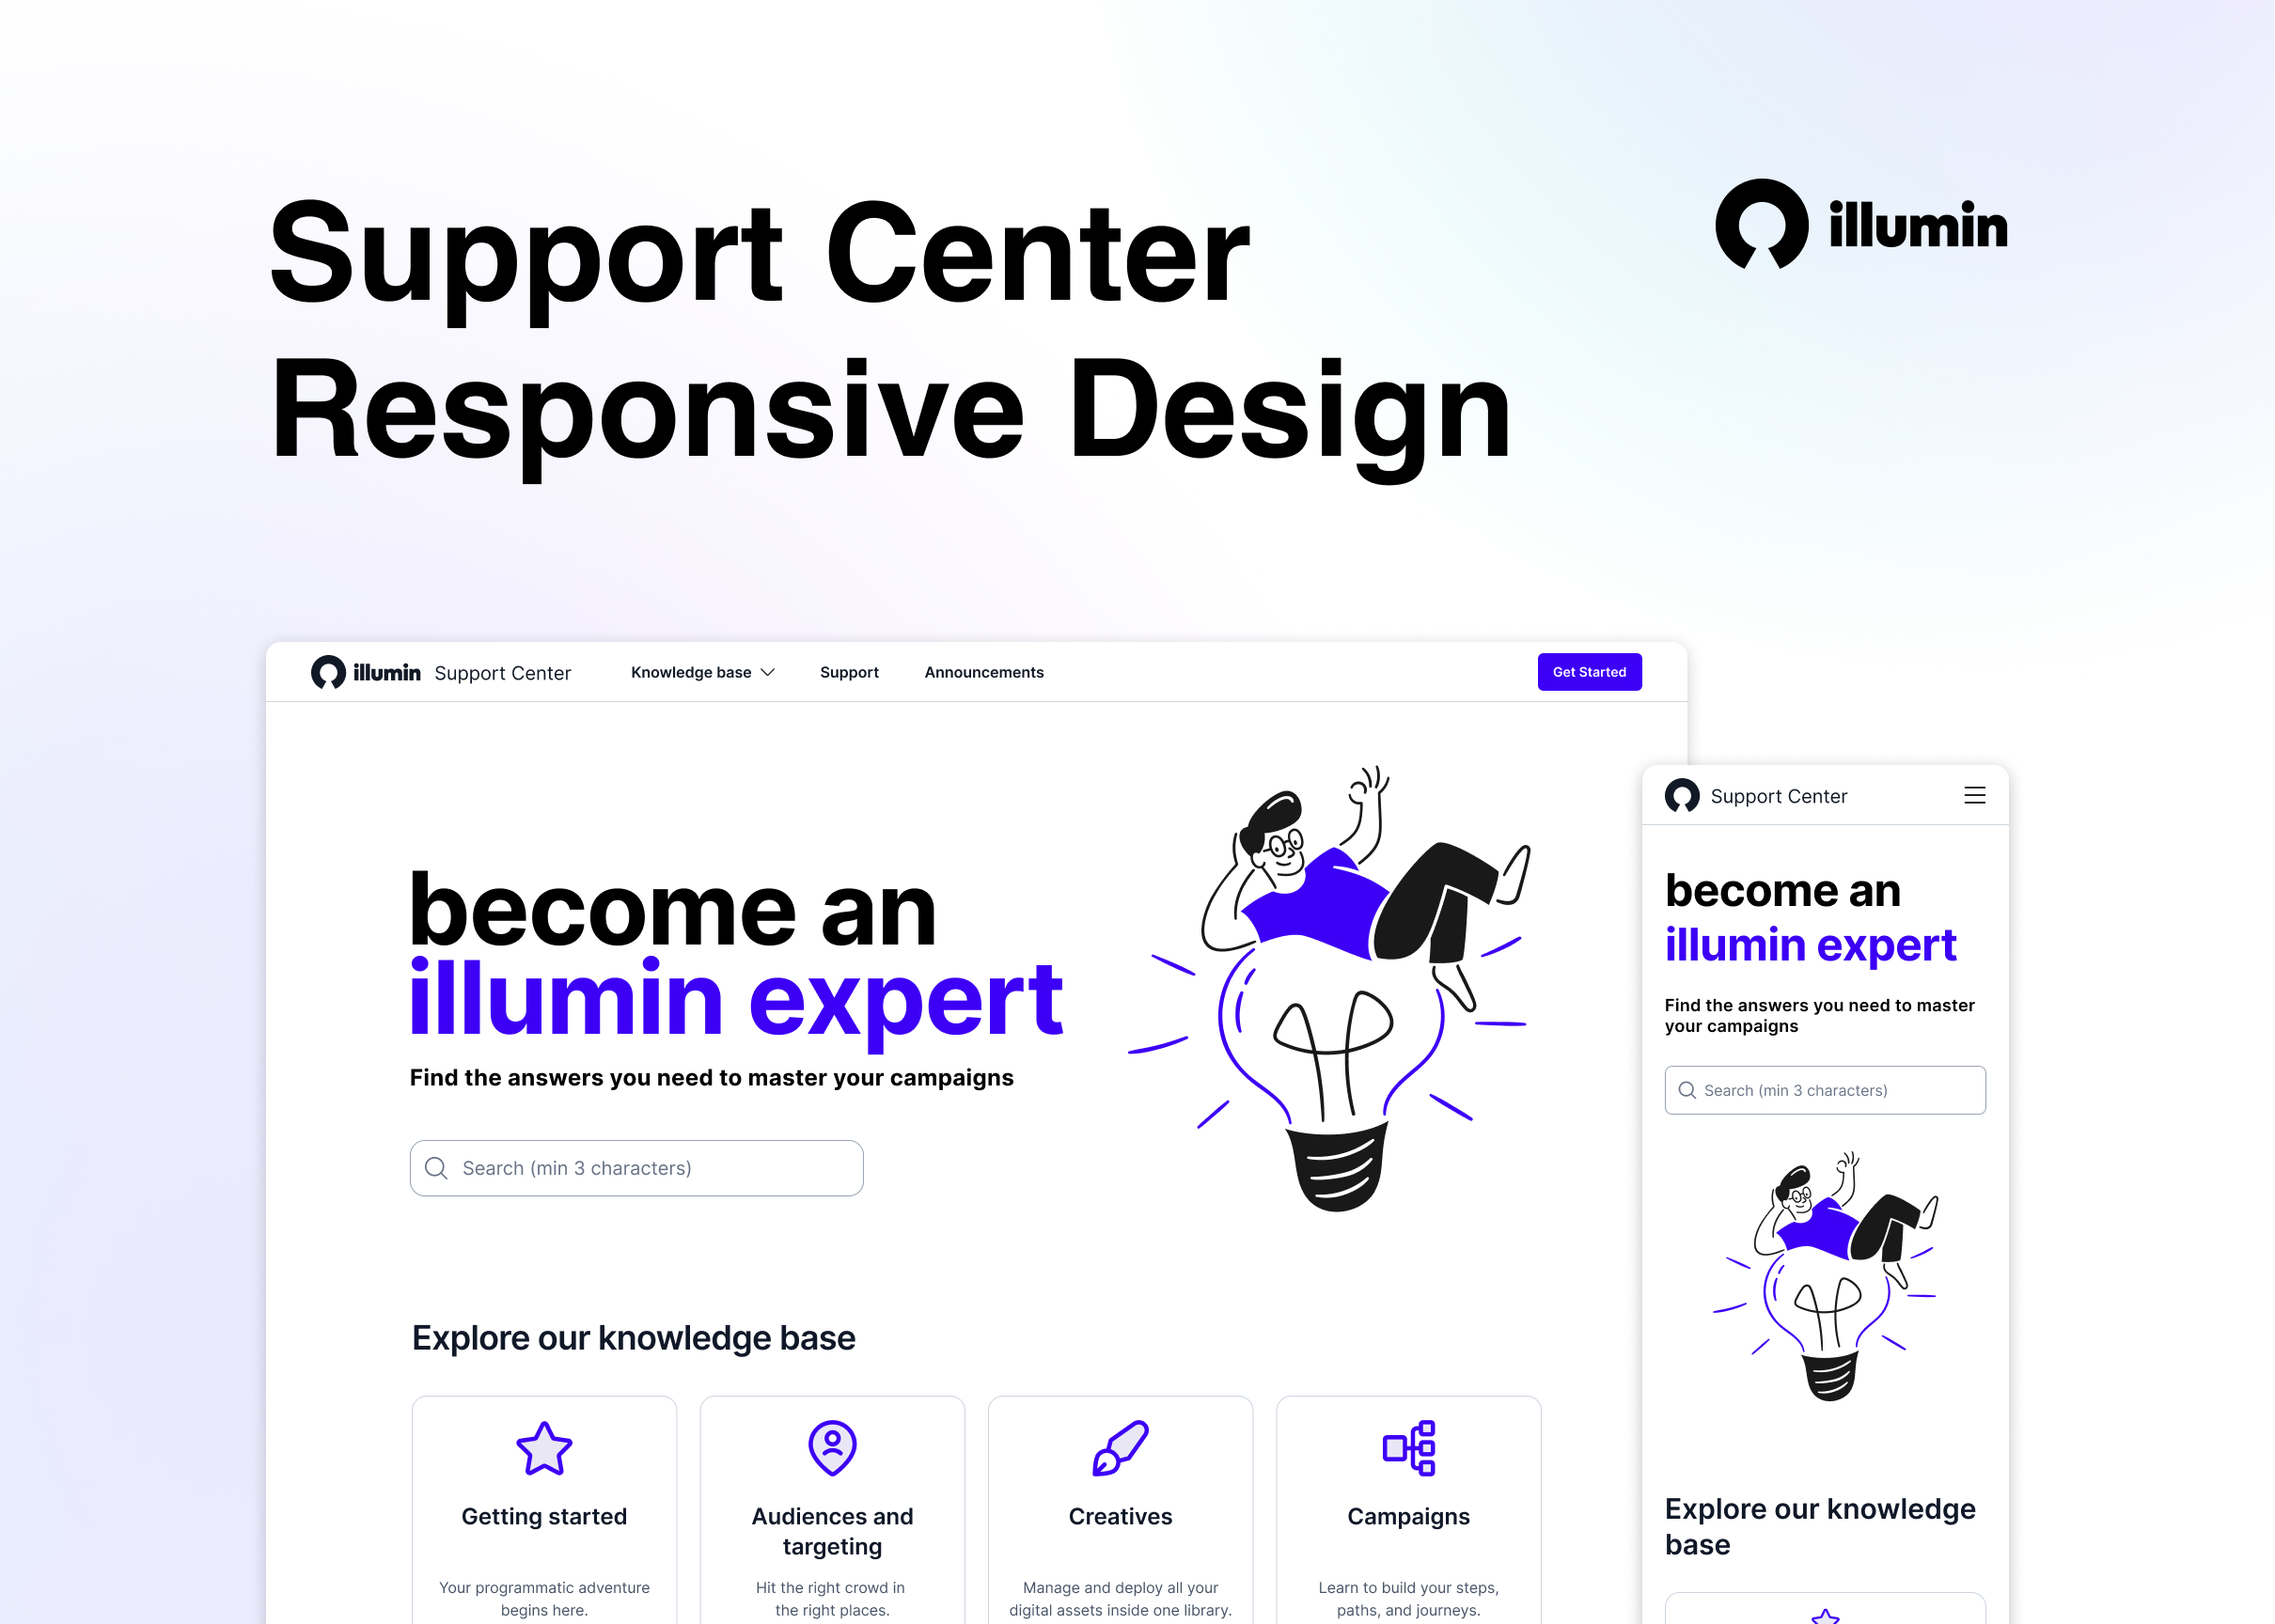 Support Center
Responsive Design
illumin
illumin Support Center
Knowledge base
Support
Announcements
Get Started
become an
illumin expert
Find the answers you need to master your campaigns
Search (min 3 characters)
Explore our knowledge base
Getting started
Your programmatic adventure
begins here.
Audiences and
targeting
Hit the right crowd in
the right places.
Creatives
Manage and deploy all your
digital assets inside one library.
Campaigns
Learn to build your steps,
paths, and journeys.
Support Center
become an
illumin expert
Find the answers you need to master
your campaigns
Search (min 3 characters)
Explore our knowledge
base